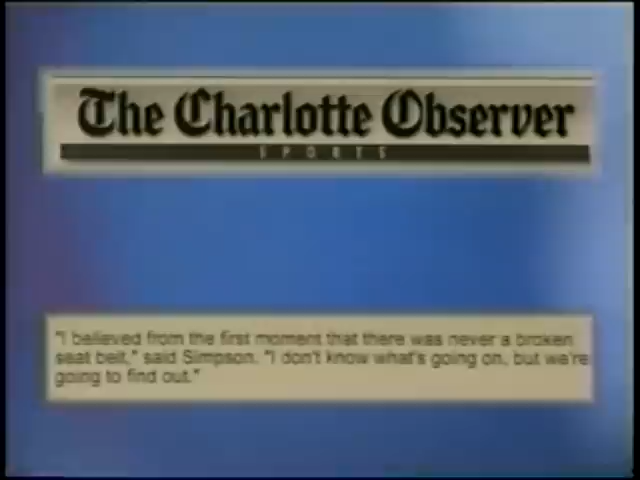 The Charlotte Observer
SPORTS
"I believed from the first moment that there was never a broken
seat belt," said Simpson. "I don't know what's going on, but we're
going to find out."